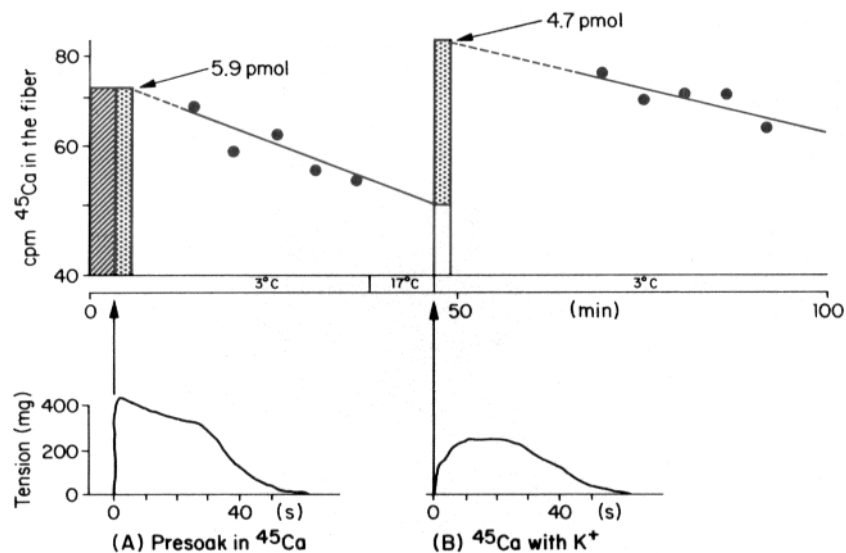 cpm ⁴⁵Ca in the fiber
80
60
40
5.9 pmol
4.7 pmol
3°C 17°C 3°C
0 50 (min) 100
Tension (mg)
400
200
0
0 40 (s)
0 40 (s)
(A) Presoak in ⁴⁵Ca (B) ⁴⁵Ca with K⁺